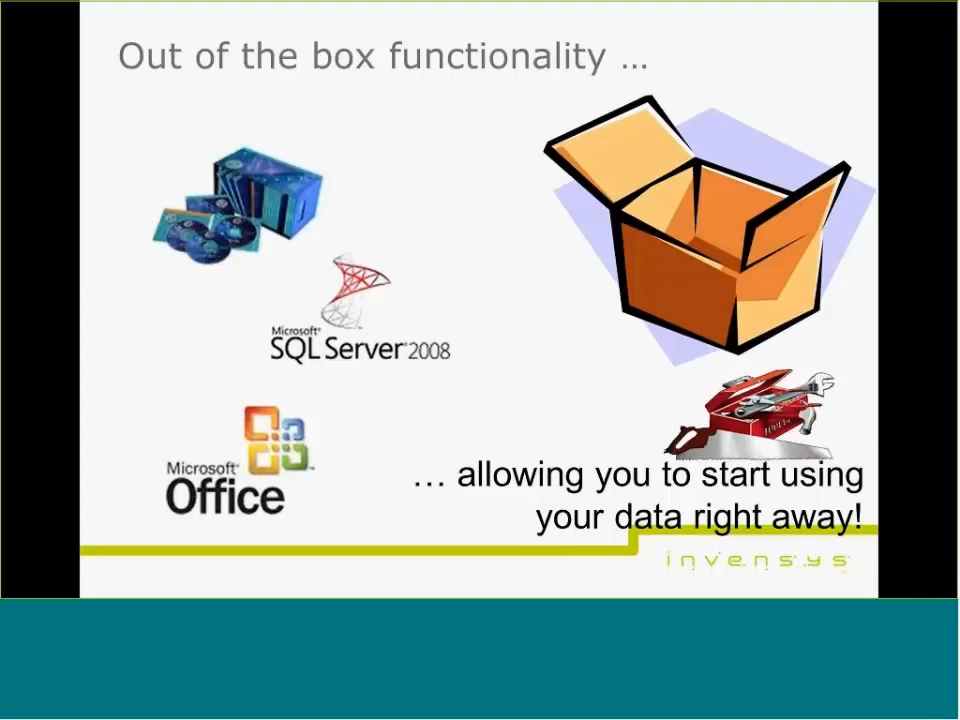 Out of the box functionality …
Microsoft®
SQL Server® 2008
Microsoft®
Office
… allowing you to start using
your data right away!
invensys